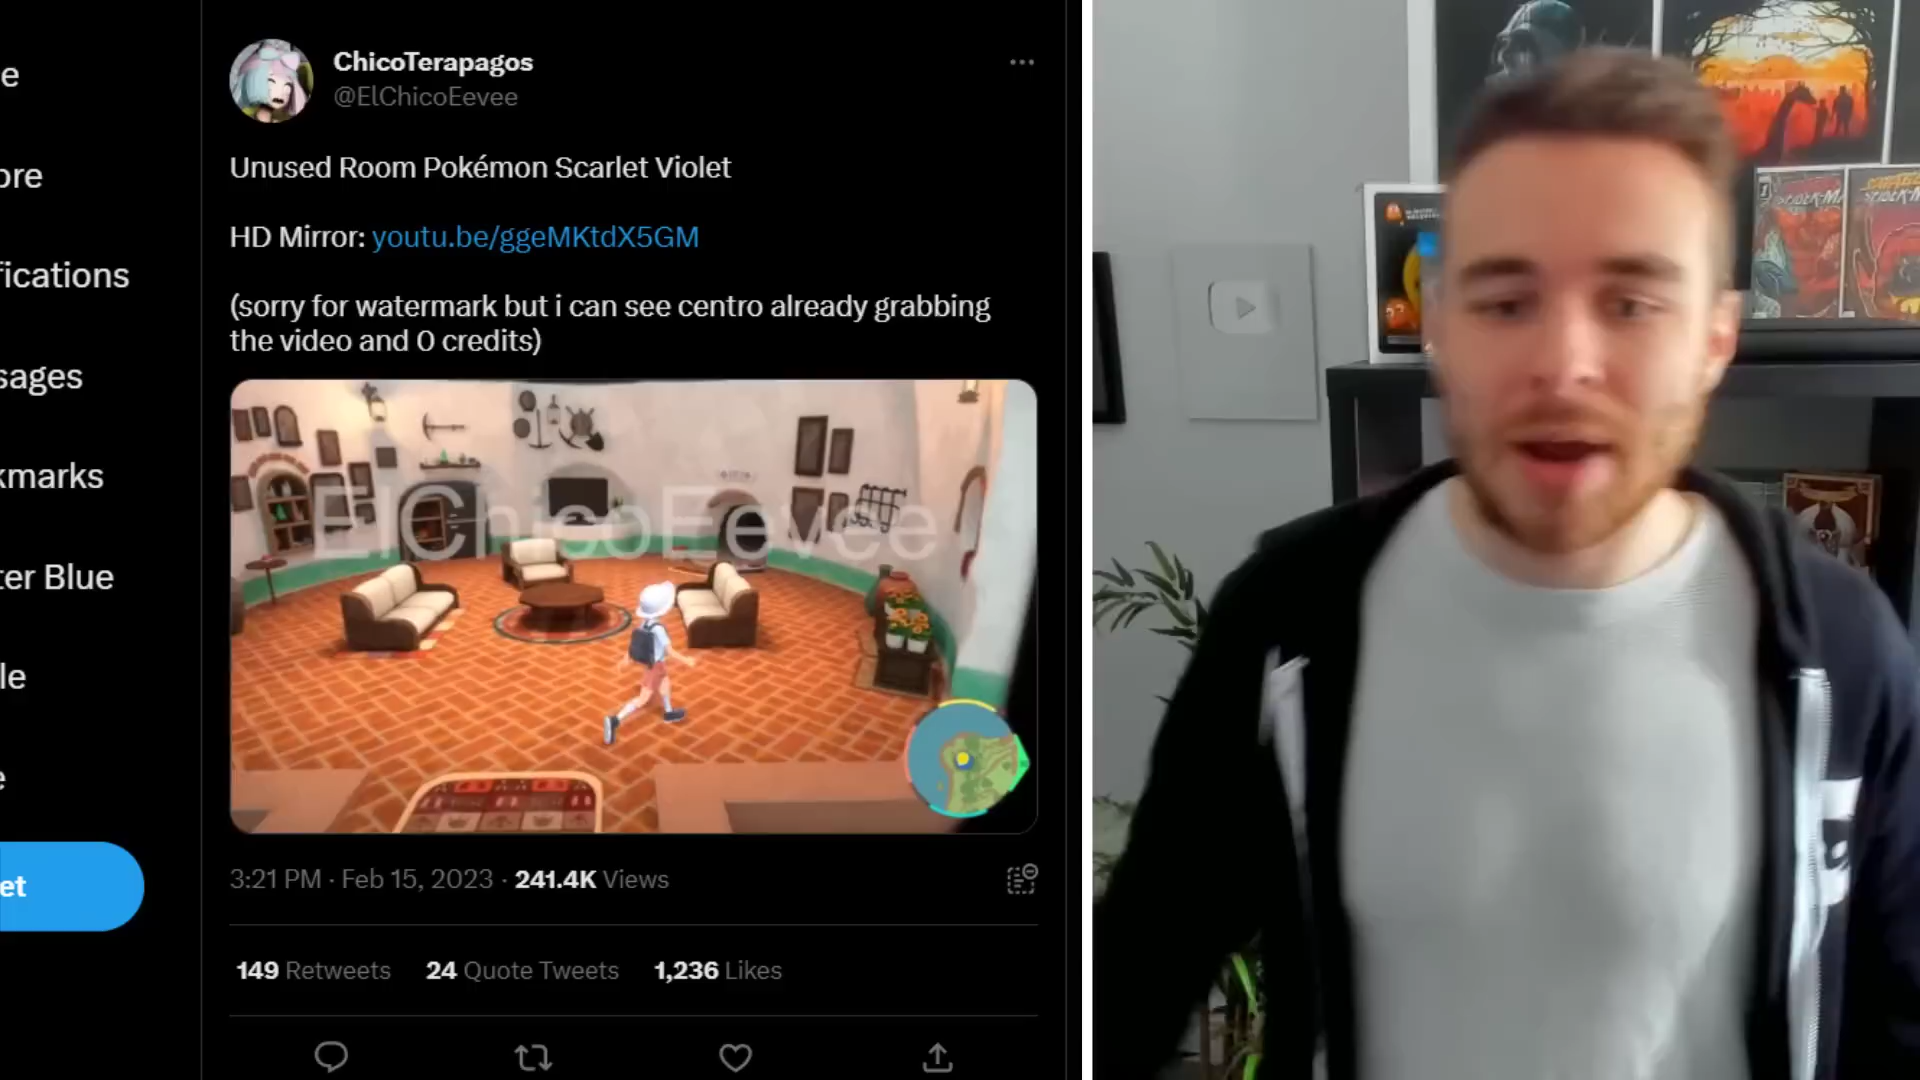 e
ore
fications
sages
kmarks
ter Blue
le
e
et
ChicoTerapagos
@ElChicoEevee
Unused Room Pokémon Scarlet Violet
HD Mirror: youtu.be/ggeMKtdX5GM
(sorry for watermark but i can see centro already grabbing
the video and 0 credits)
ElChicoEevee
3:21 PM · Feb 15, 2023 · 241.4K Views
149 Retweets 24 Quote Tweets 1,236 Likes